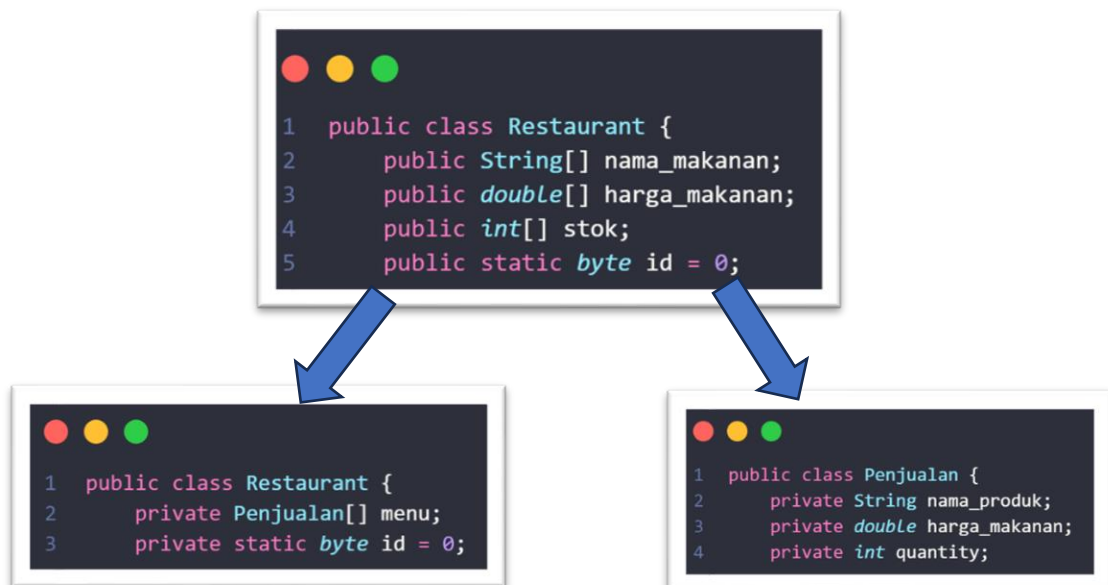 1 public class Restaurant {
2 public String[] nama_makanan;
3 public double[] harga_makanan;
4 public int[] stok;
5 public static byte id = 0;
1 public class Restaurant {
2 private Penjualan[] menu;
3 private static byte id = 0;
1 public class Penjualan {
2 private String nama_produk;
3 private double harga_makanan;
4 private int quantity;